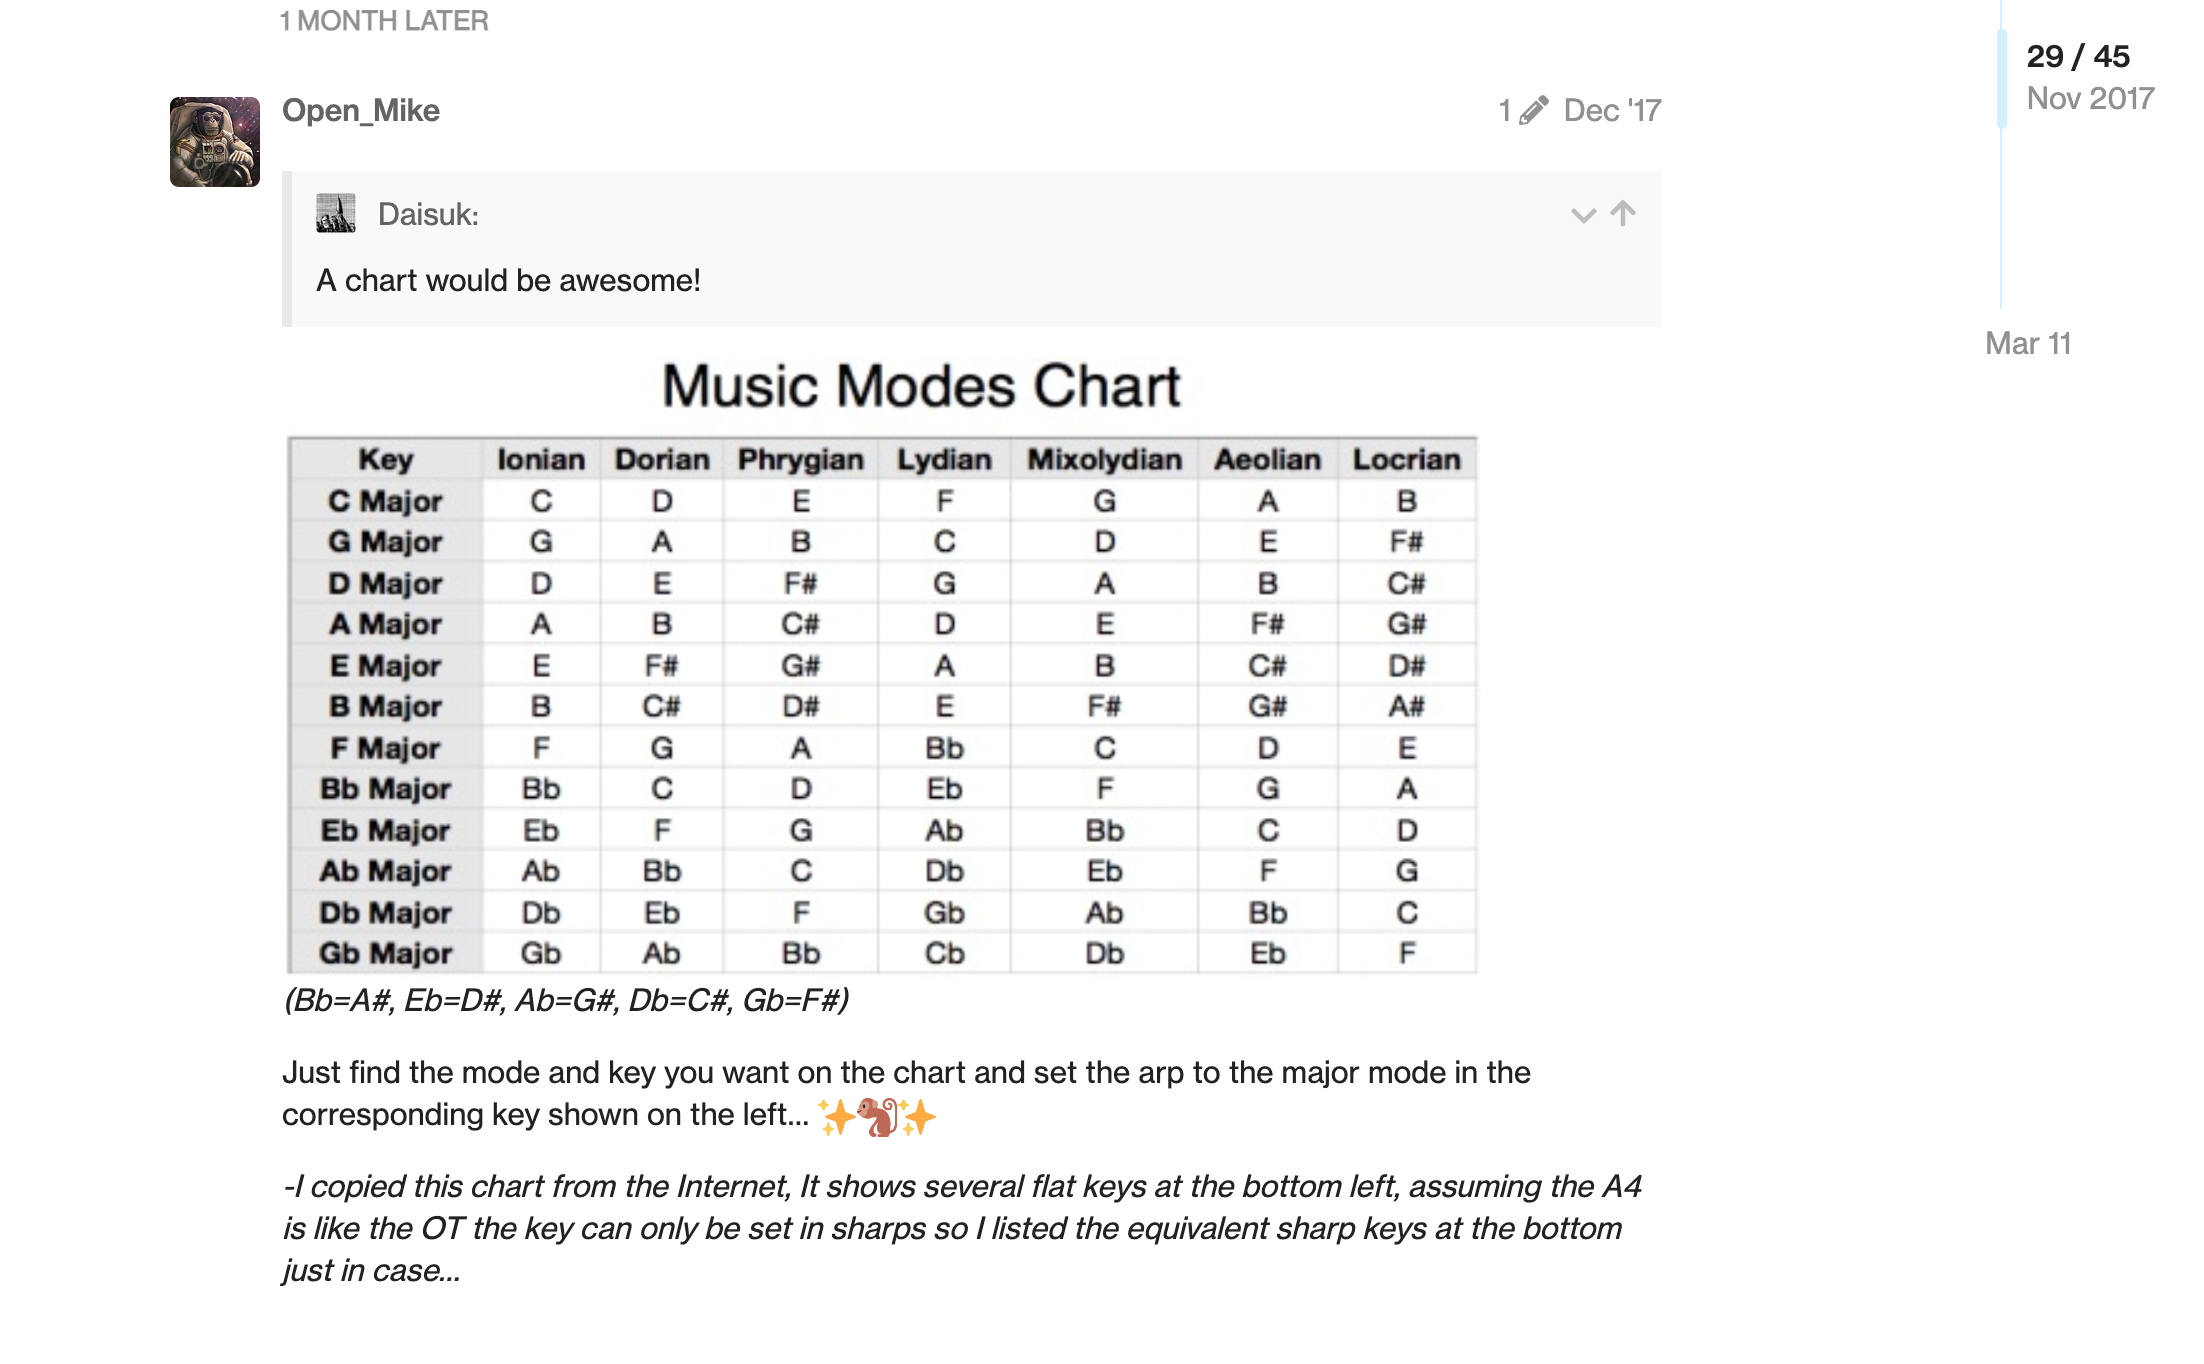 1 MONTH LATER
29 / 45
Nov 2017
Open_Mike
1 Dec '17
Daisuk:
A chart would be awesome!
Mar 11
Music Modes Chart
Key Ionian Dorian Phrygian Lydian Mixolydian Aeolian Locrian
C Major C D E F G A B
G Major G A B C D E F#
D Major D E F# G A B C#
A Major A B C# D E F# G#
E Major E F# G# A B C# D#
B Major B C# D# E F# G# A#
F Major F G A Bb C D E
Bb Major Bb C D Eb F G A
Eb Major Eb F G Ab Bb C D
Ab Major Ab Bb C Db Eb F G
Db Major Db Eb F Gb Ab Bb C
Gb Major Gb Ab Bb Cb Db Eb F
(Bb=A#, Eb=D#, Ab=G#, Db=C#, Gb=F#)
Just find the mode and key you want on the chart and set the arp to the major mode in the
corresponding key shown on the left... ✨🐒✨
-I copied this chart from the Internet, It shows several flat keys at the bottom left, assuming the A4
is like the OT the key can only be set in sharps so I listed the equivalent sharp keys at the bottom
just in case...